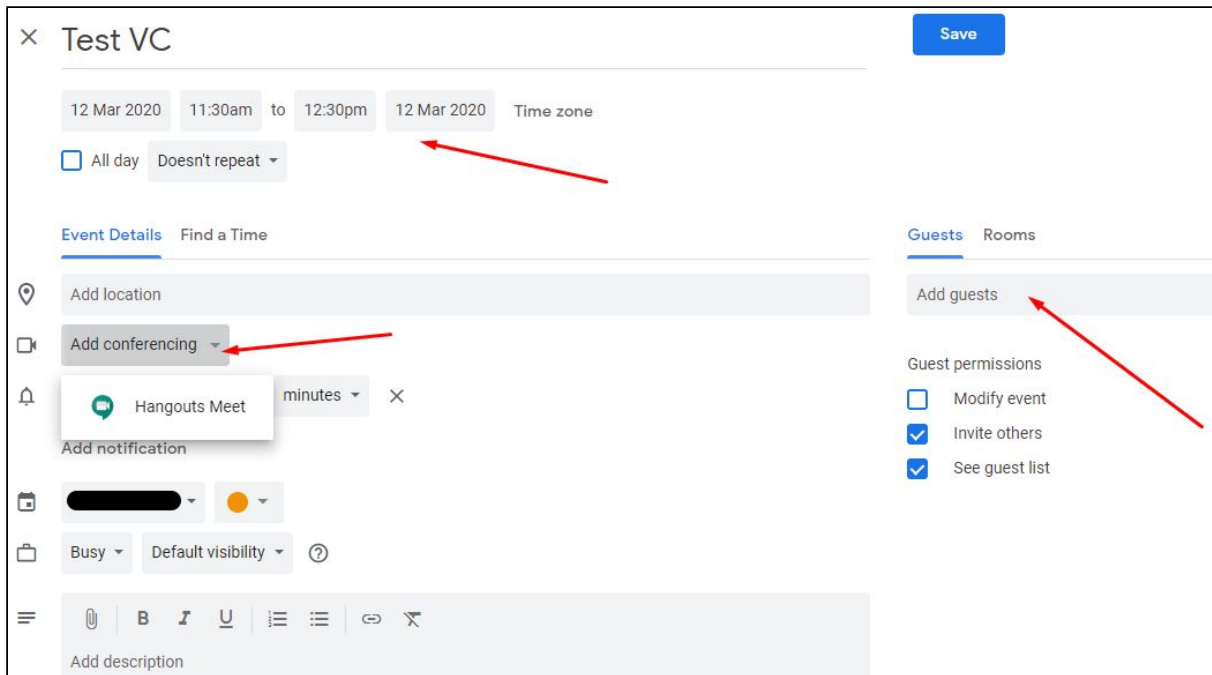 Test VC
Save
12 Mar 2020 11:30am to 12:30pm 12 Mar 2020 Time zone
All day Doesn't repeat
Event Details Find a Time
Guests Rooms
Add location
Add guests
Add conferencing
Guest permissions
Hangouts Meet
minutes
Modify event
Add notification
Invite others
See guest list
Busy Default visibility
B I U
Add description